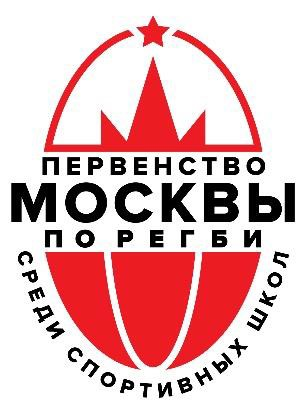 ПЕРВЕНСТВО
МОСКВЫ
ПО РЕГБИ
СРЕДИ СПОРТИВНЫХ ШКОЛ